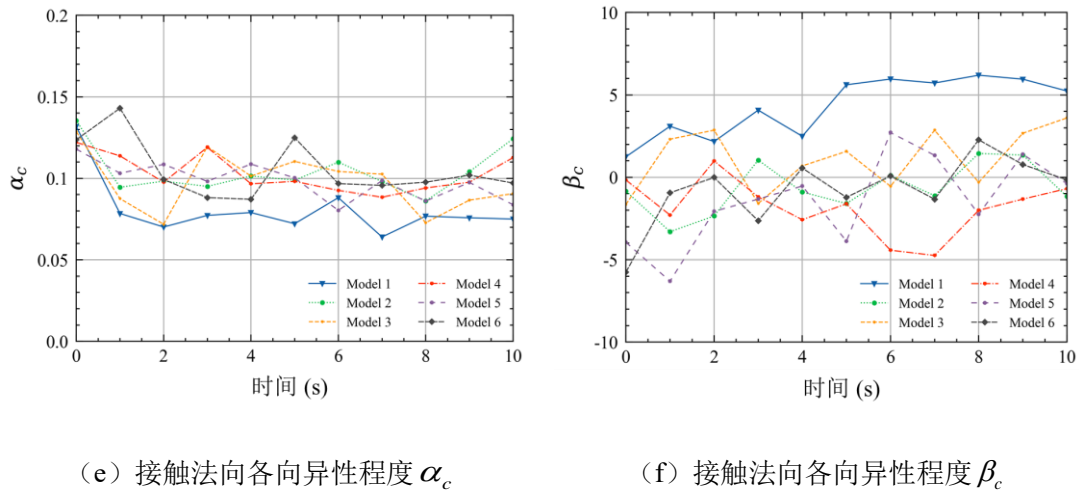 0.2
0.15
0.1
0.05
0.0
α_c
Model 1
Model 2
Model 3
Model 4
Model 5
Model 6
0 2 4 6 8 10
时间 (s)
(e) 接触法向各向异性程度 α_c
10
5
0
-5
-10
β_c
Model 1
Model 2
Model 3
Model 4
Model 5
Model 6
0 2 4 6 8 10
时间 (s)
(f) 接触法向各向异性程度 β_c